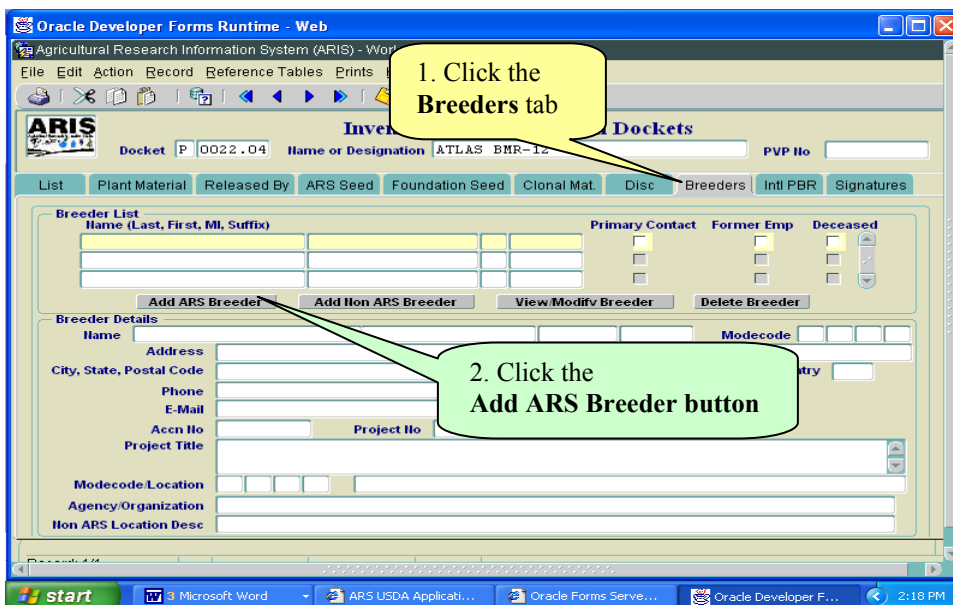 Oracle Developer Forms Runtime - Web
Agricultural Research Information System (ARIS) - Wor
File Edit Action Record Reference Tables Prints
1. Click the
Breeders tab
ARIS
Inve Dockets
Docket P 0022.04 Name or Designation ATLAS BMR-12 PVP No
List Plant Material Released By ARS Seed Foundation Seed Clonal Mat. Disc Breeders Intl PBR Signatures
Breeder List
Name (Last, First, MI, Suffix) Primary Contact Former Emp Deceased
Add ARS Breeder Add Non ARS Breeder View/Modify Breeder Delete Breeder
Breeder Details
Name Modecode
Address
City, State, Postal Code ntry
Phone
E-Mail
2. Click the
Add ARS Breeder button
Accn No Project No
Project Title
Modecode/Location
Agency/Organization
Non ARS Location Desc
start 3 Microsoft Word ARS USDA Applicati... Oracle Forms Serve... Oracle Developer F... 2:18 PM